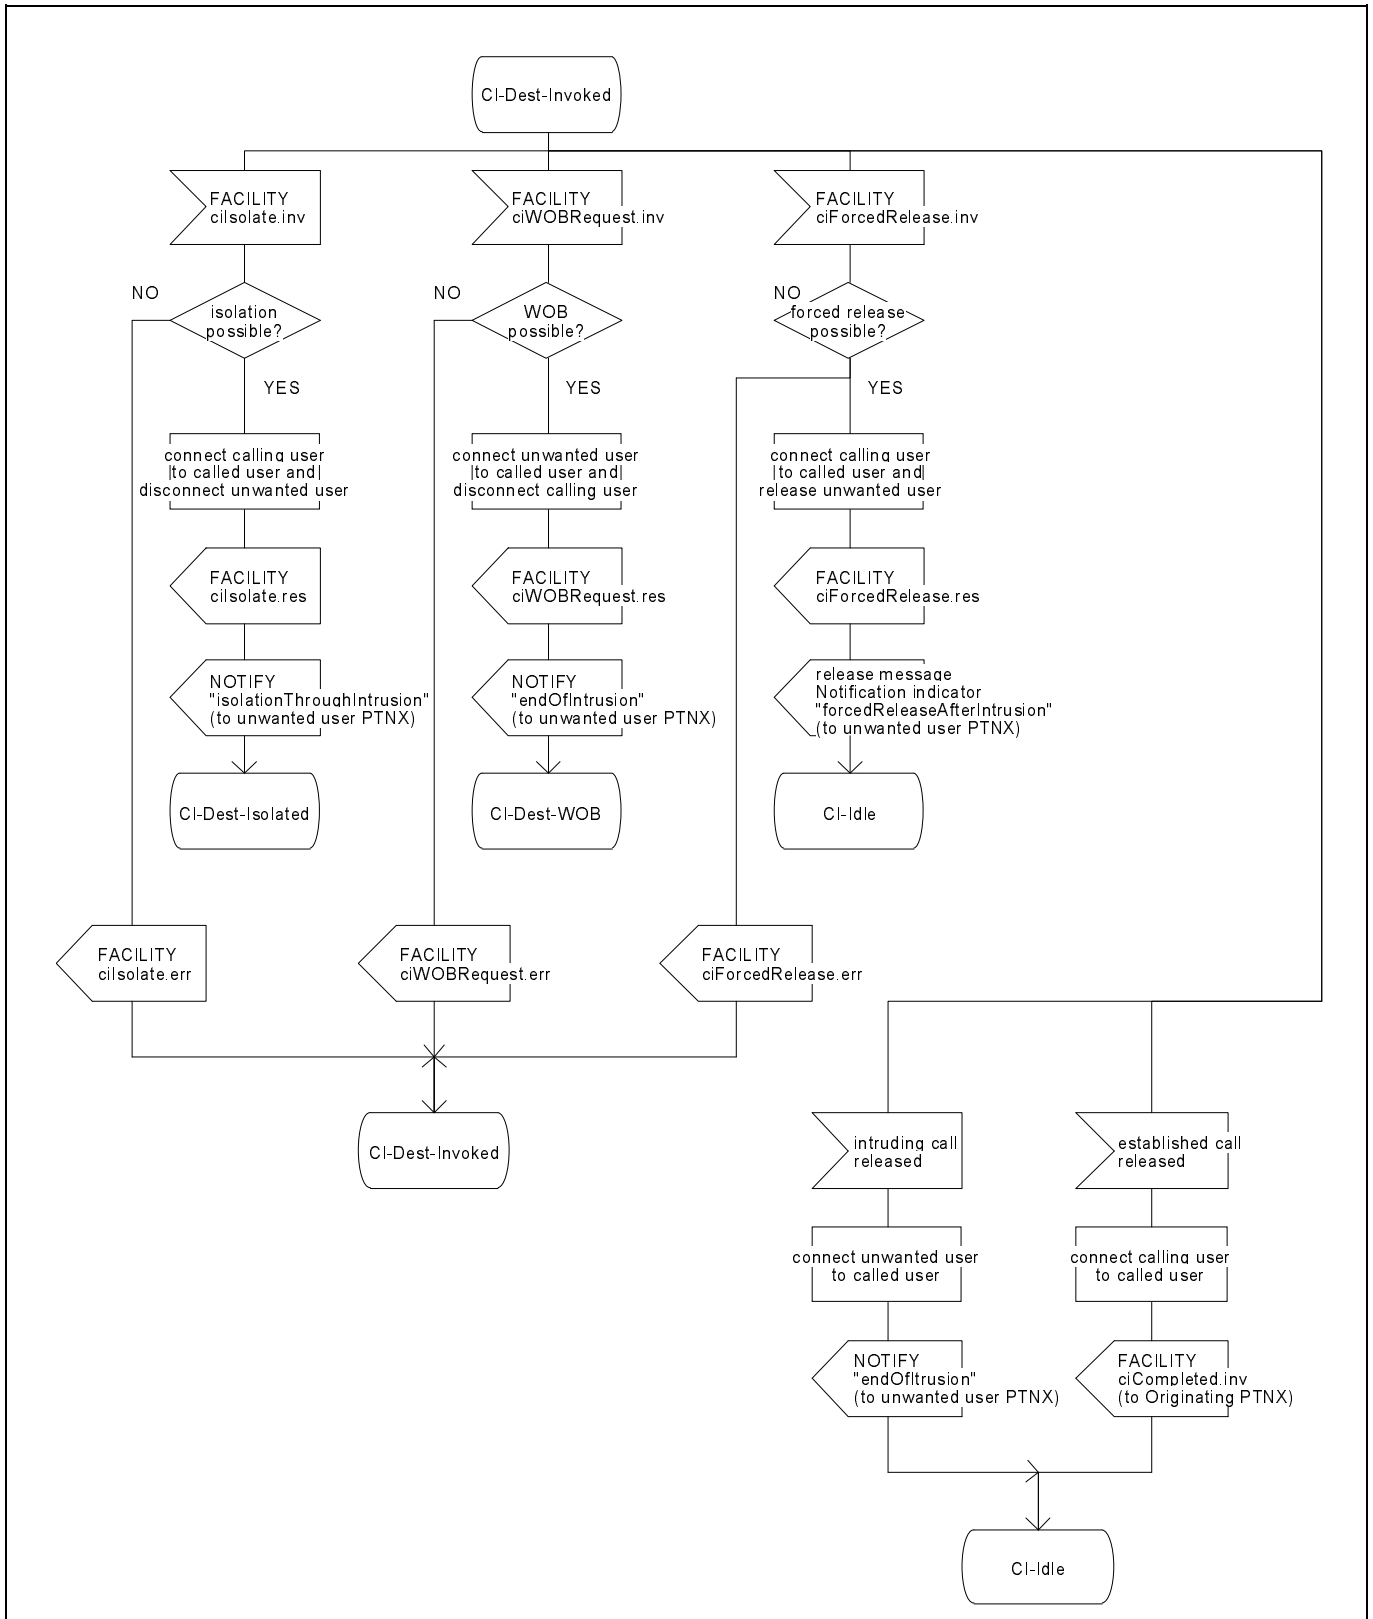 CI-Dest-Invoked
FACILITY
ciIsolate.inv
FACILITY
ciWOBRequest.inv
FACILITY
ciForcedRelease.inv
NO
isolation
possible?
YES
NO
WOB
possible?
YES
NO
forced release
possible?
YES
connect calling user
to called user and
disconnect unwanted user
connect unwanted user
to called user and
disconnect calling user
connect calling user
to called user and
release unwanted user
FACILITY
ciIsolate.res
FACILITY
ciWOBRequest.res
FACILITY
ciForcedRelease.res
NOTIFY
"isolationThroughIntrusion"
(to unwanted user PTNX)
NOTIFY
"endOfIntrusion"
(to unwanted user PTNX)
release message
Notification indicator
"forcedReleaseAfterIntrusion"
(to unwanted user PTNX)
CI-Dest-Isolated
CI-Dest-WOB
CI-Idle
FACILITY
ciIsolate.err
FACILITY
ciWOBRequest.err
FACILITY
ciForcedRelease.err
CI-Dest-Invoked
intruding call
released
established call
released
connect unwanted user
to called user
connect calling user
to called user
NOTIFY
"endOfItrusion"
(to unwanted user PTNX)
FACILITY
ciCompleted.inv
(to Originating PTNX)
CI-Idle